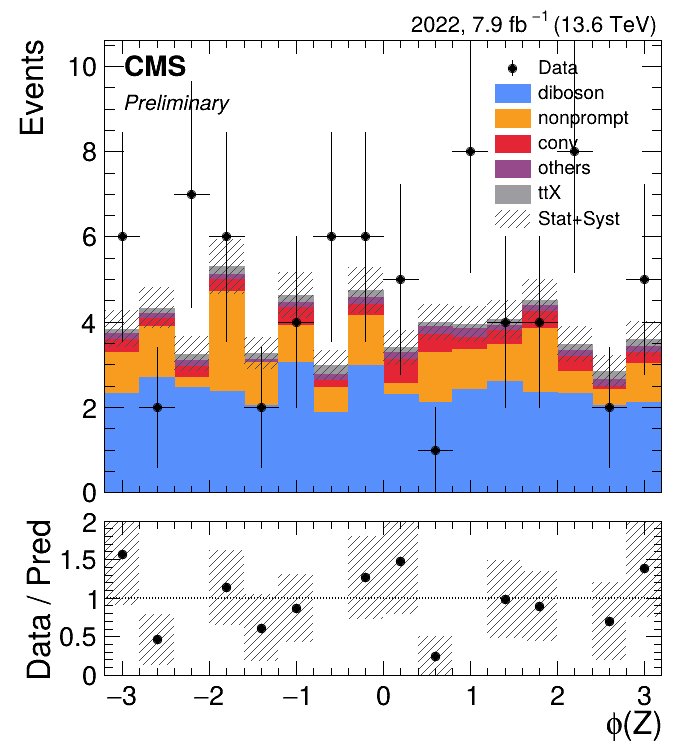 2022, 7.9 fb⁻¹ (13.6 TeV)
Events
CMS
Preliminary
Data
diboson
nonprompt
conv
others
ttX
Stat+Syst
10
8
6
4
2
0
Data / Pred
2
1.5
1
0.5
0
−3 −2 −1 0 1 2 3
ϕ(Z)